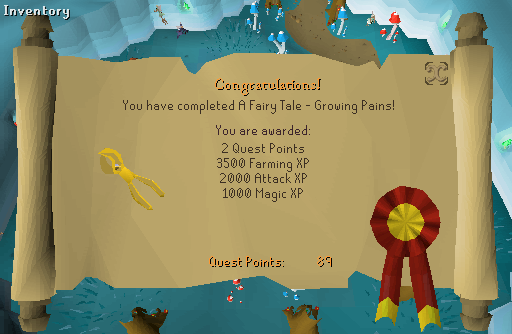 Inventory
Congratulations!
You have completed A Fairy Tale - Growing Pains!
You are awarded:
2 Quest Points
3500 Farming XP
2000 Attack XP
1000 Magic XP
Quest Points: 89